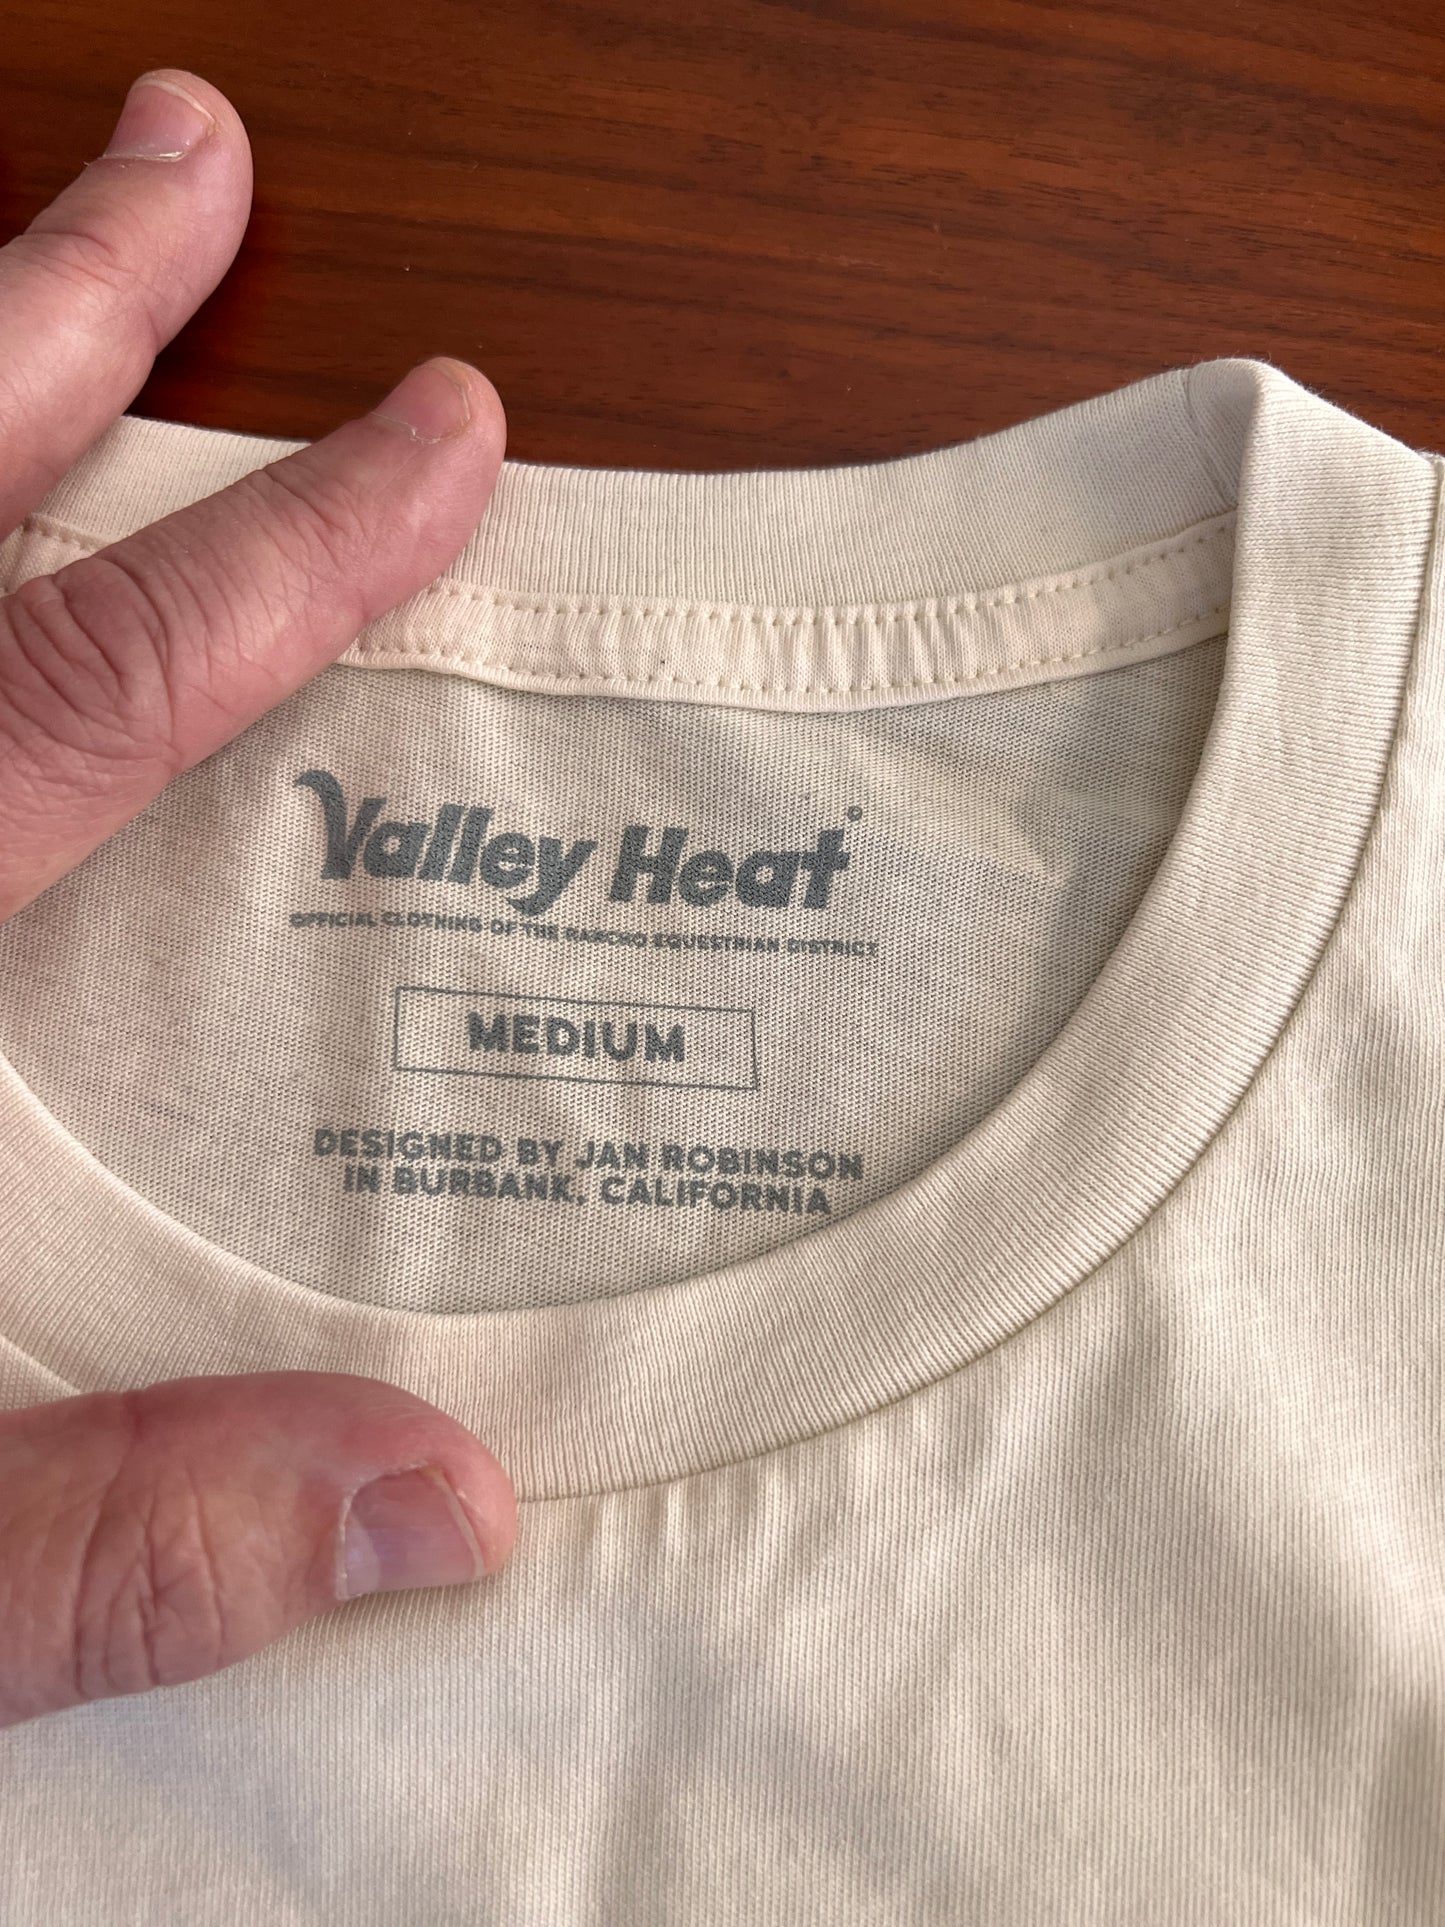 Valley Heat
OFFICIAL CLOTHING OF THE RANCHO EQUESTRIAN DISTRICT
MEDIUM
DESIGNED BY JAN ROBINSON
IN BURBANK, CALIFORNIA